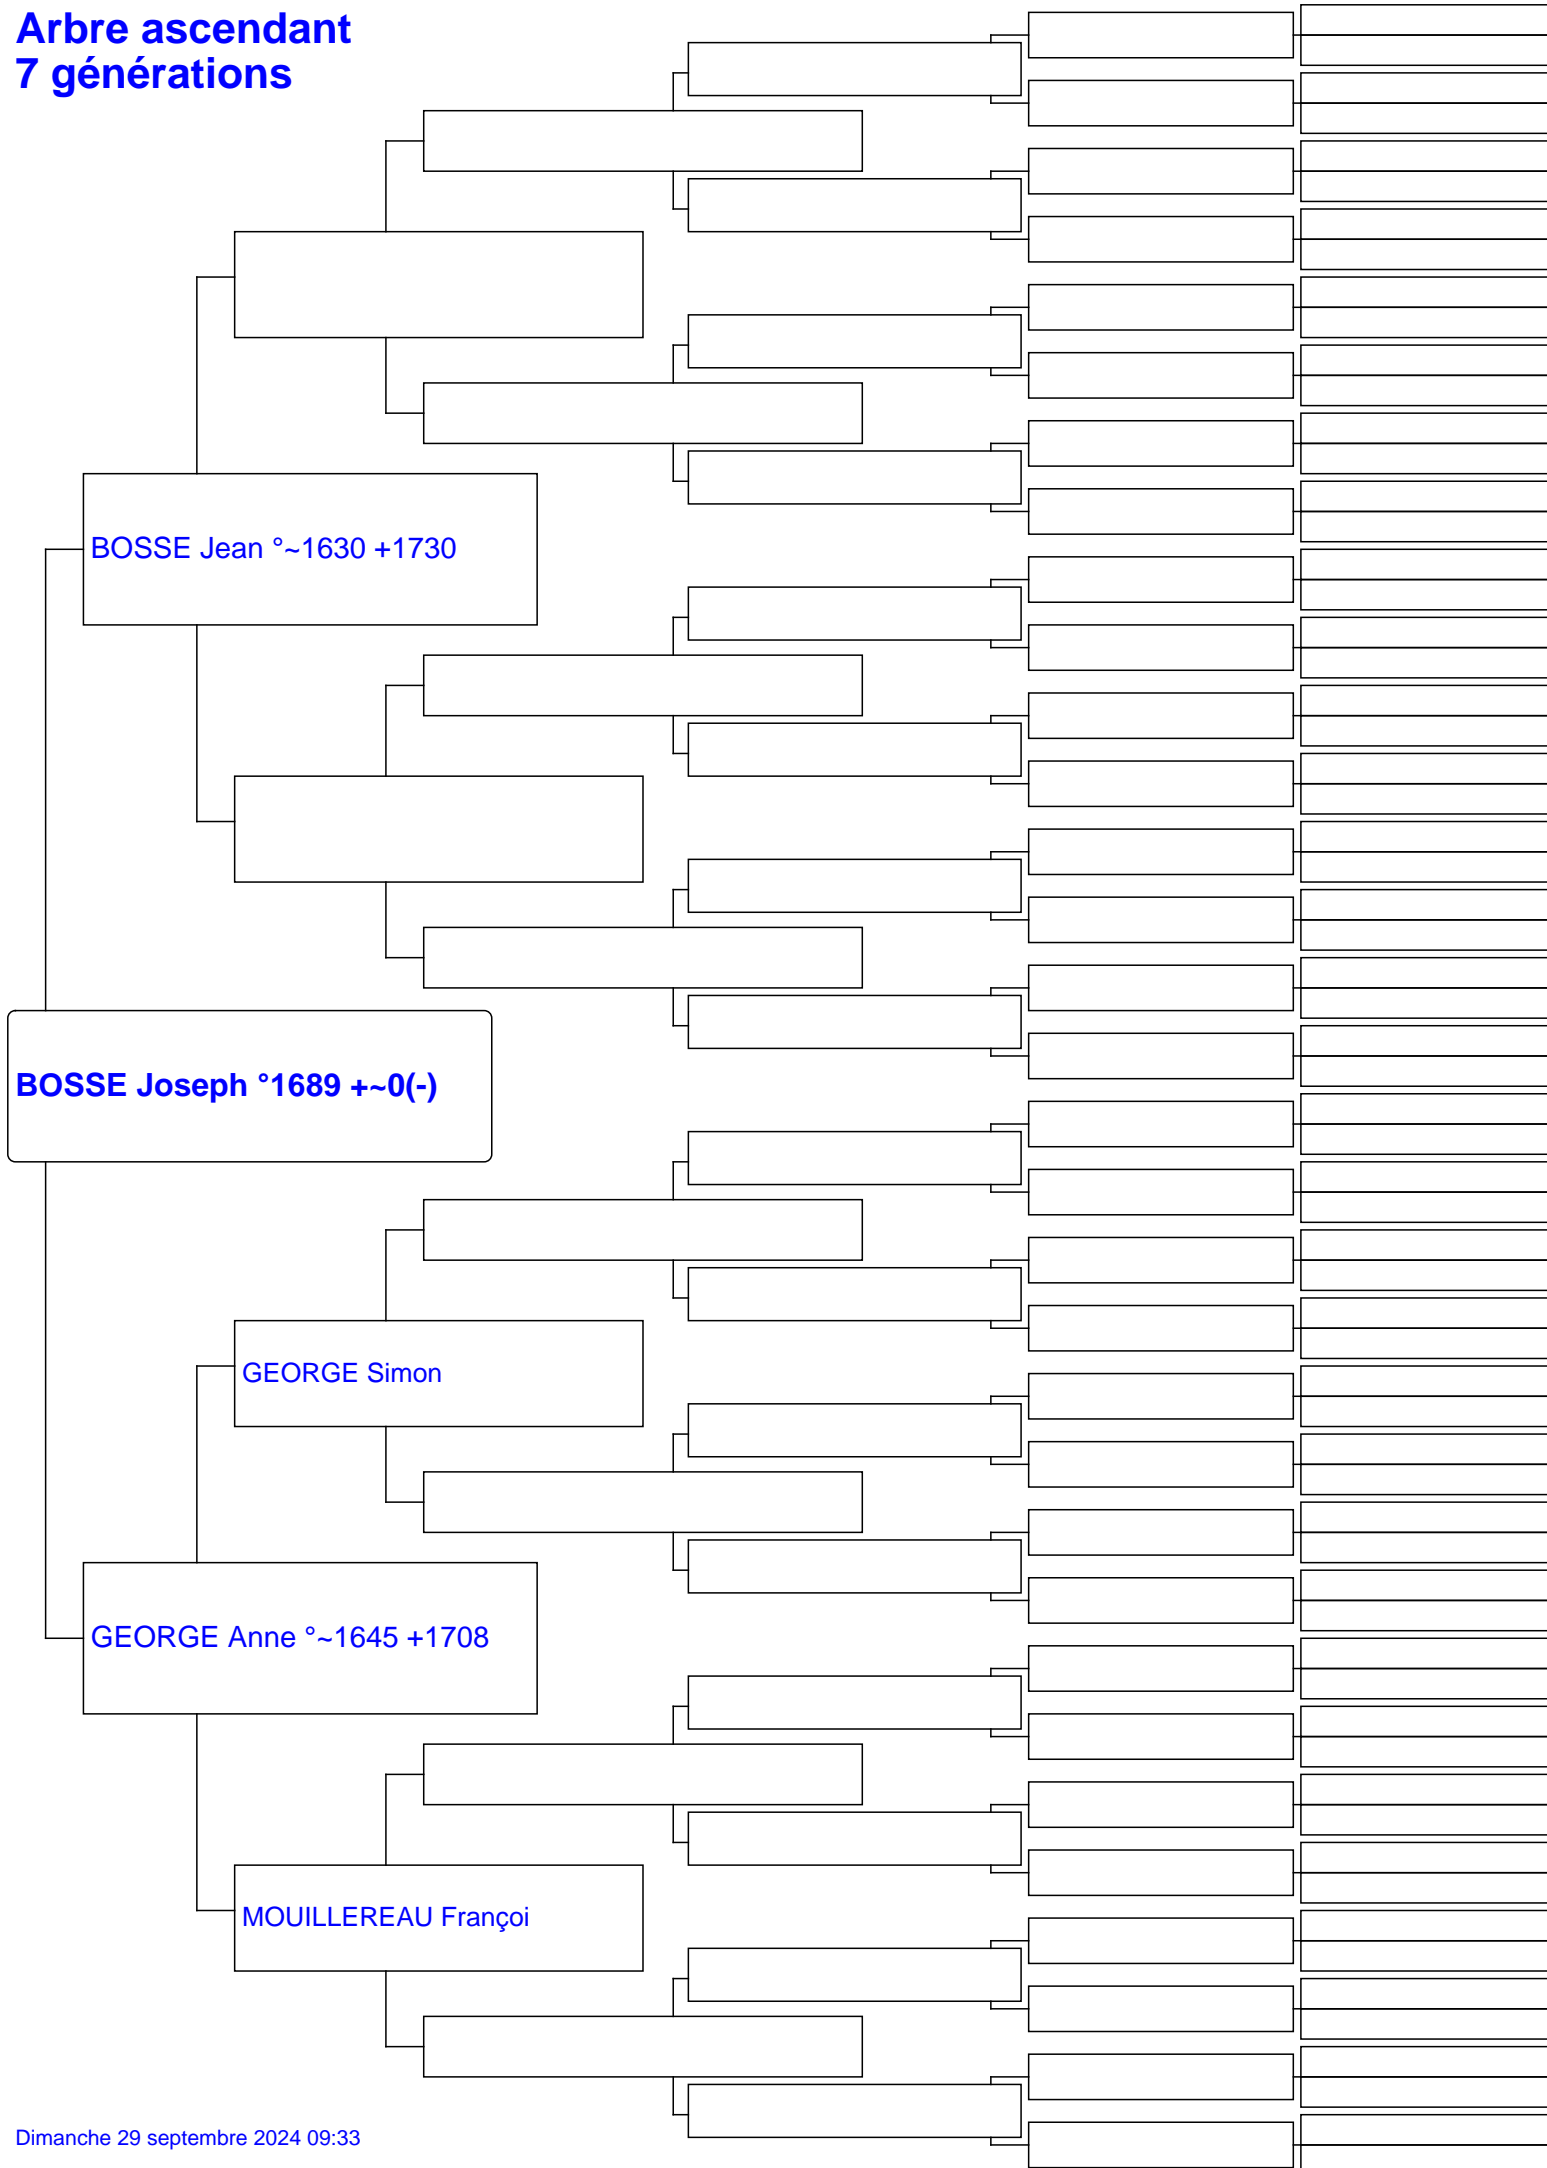 Arbre ascendant
7 générations
BOSSE Jean °~1630 +1730
BOSSE Joseph °1689 +~0(-)
GEORGE Simon
GEORGE Anne °~1645 +1708
MOUILLEREAU Françoi
Dimanche 29 septembre 2024 09:33